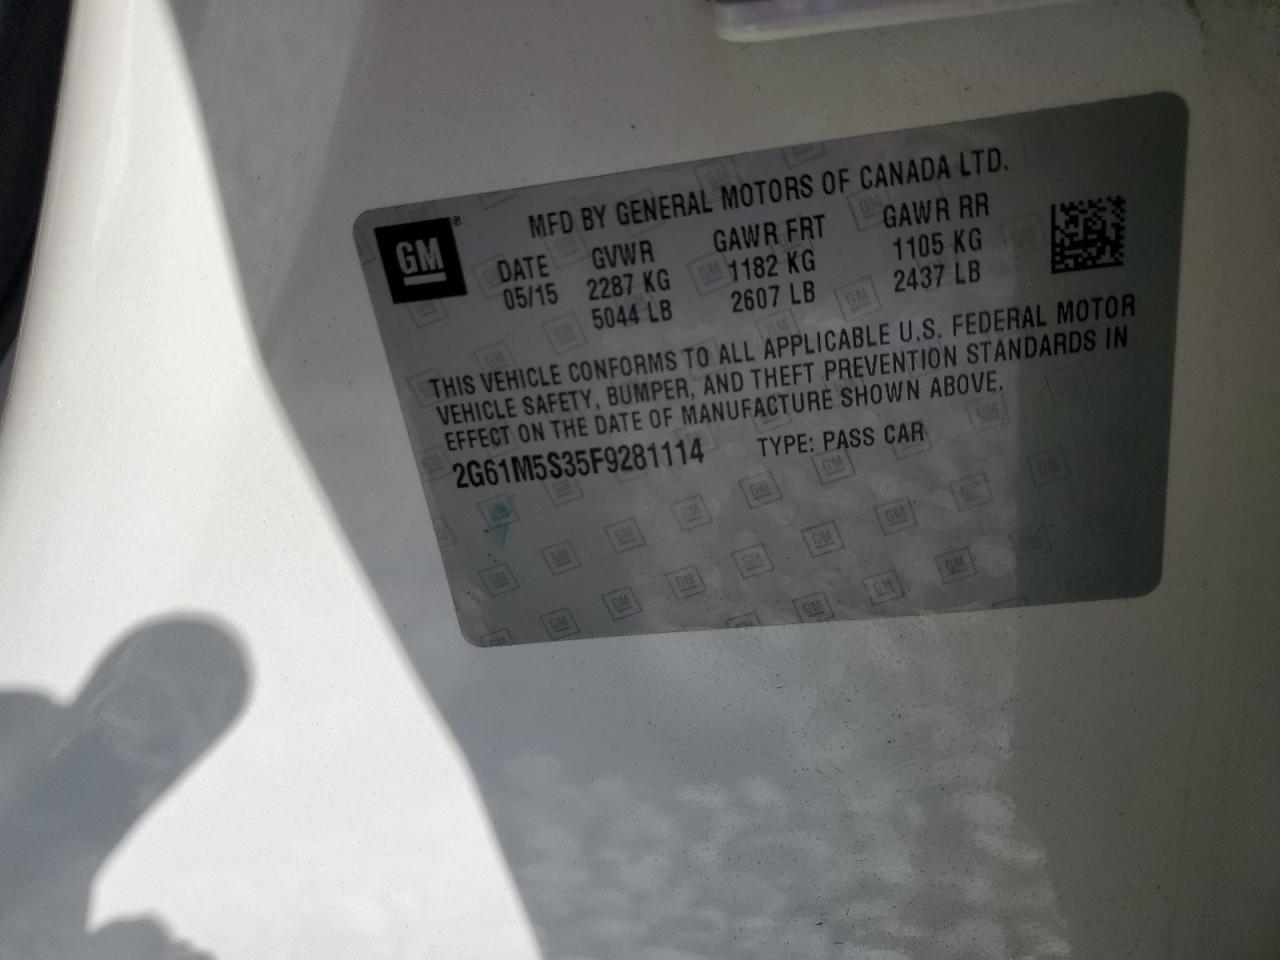 GM
MFD BY GENERAL MOTORS OF CANADA LTD.
DATE GVWR GAWR FRT GAWR RR
05/15 2287 KG 1182 KG 1105 KG
5044 LB 2607 LB 2437 LB
THIS VEHICLE CONFORMS TO ALL APPLICABLE U.S. FEDERAL MOTOR
VEHICLE SAFETY, BUMPER, AND THEFT PREVENTION STANDARDS IN
EFFECT ON THE DATE OF MANUFACTURE SHOWN ABOVE.
2G61M5S35F9281114 TYPE: PASS CAR